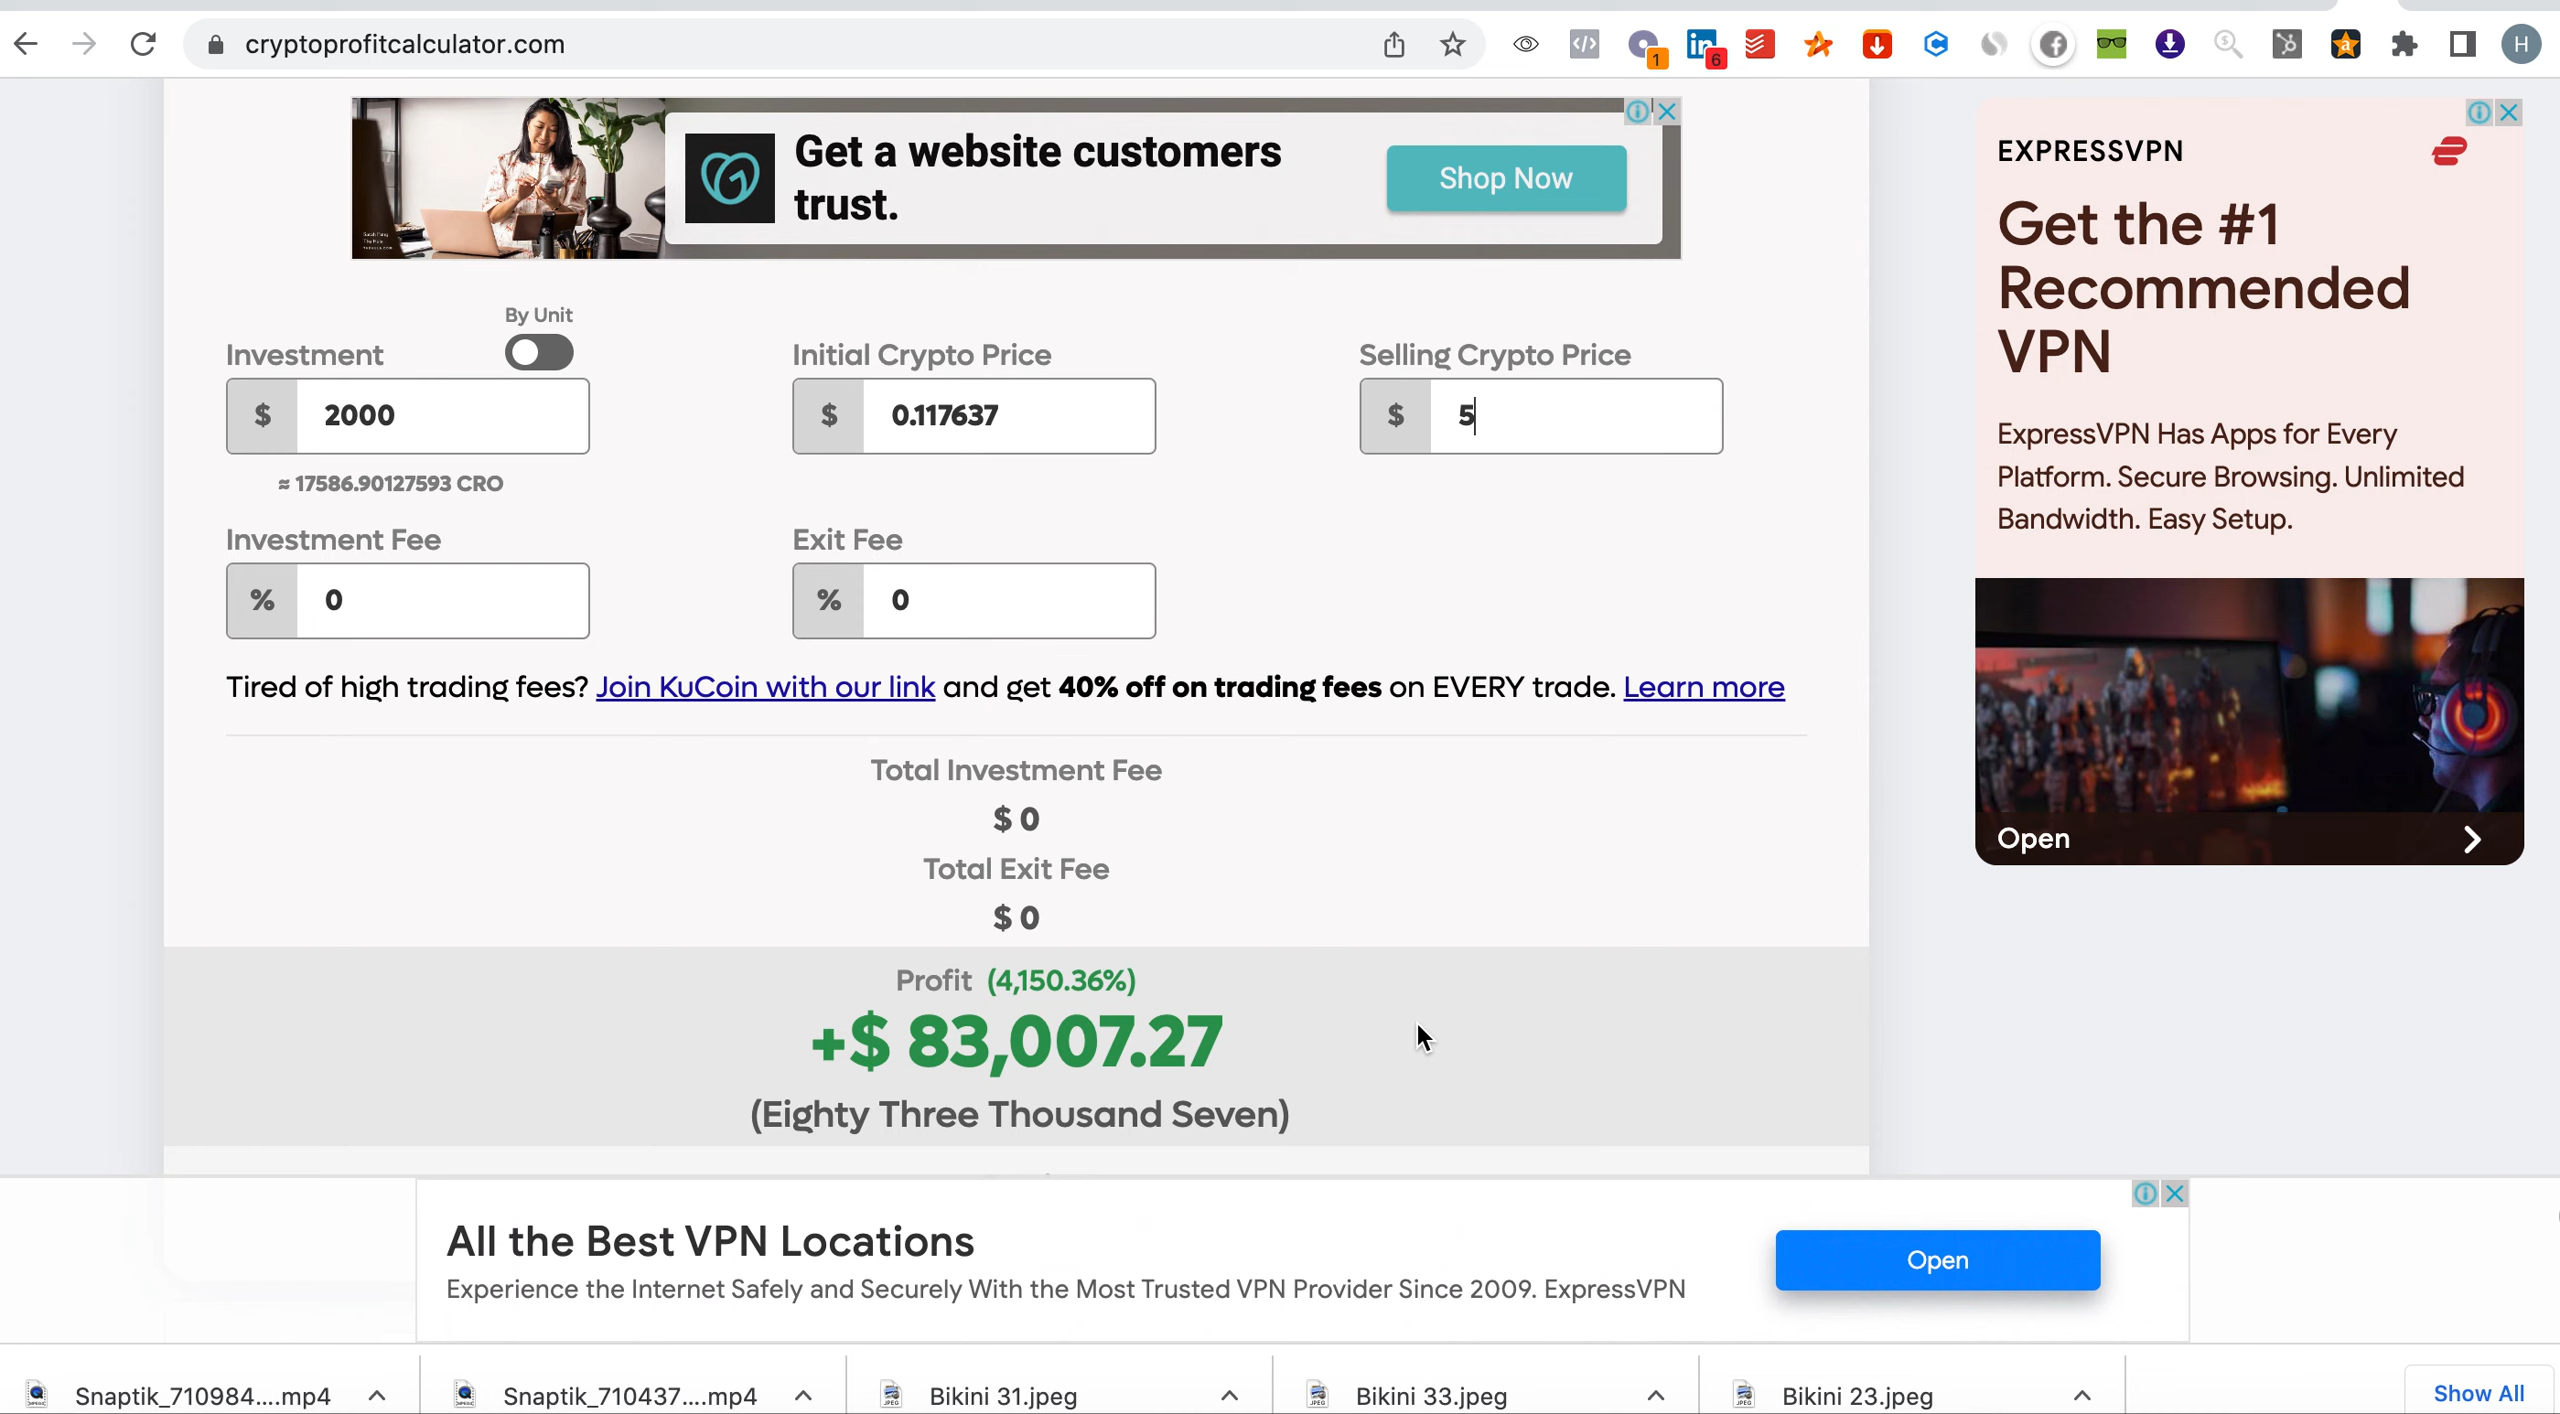 cryptoprofitcalculator.com
1
6
H
Get a website customers
trust.
Shop Now
EXPRESSVPN
Get the #1
Recommended
VPN
ExpressVPN Has Apps for Every
Platform. Secure Browsing. Unlimited
Bandwidth. Easy Setup.
Open
By Unit
Investment
Initial Crypto Price
Selling Crypto Price
$ 2000
$ 0.117637
$ 5
≈ 17586.90127593 CRO
Investment Fee
Exit Fee
% 0
% 0
Tired of high trading fees? Join KuCoin with our link and get 40% off on trading fees on EVERY trade. Learn more
Total Investment Fee
$ 0
Total Exit Fee
$ 0
Profit (4,150.36%)
+$ 83,007.27
(Eighty Three Thousand Seven)
All the Best VPN Locations
Experience the Internet Safely and Securely With the Most Trusted VPN Provider Since 2009. ExpressVPN
Open
Snaptik_710984....mp4
Snaptik_710437....mp4
Bikini 31.jpeg
Bikini 33.jpeg
Bikini 23.jpeg
Show All